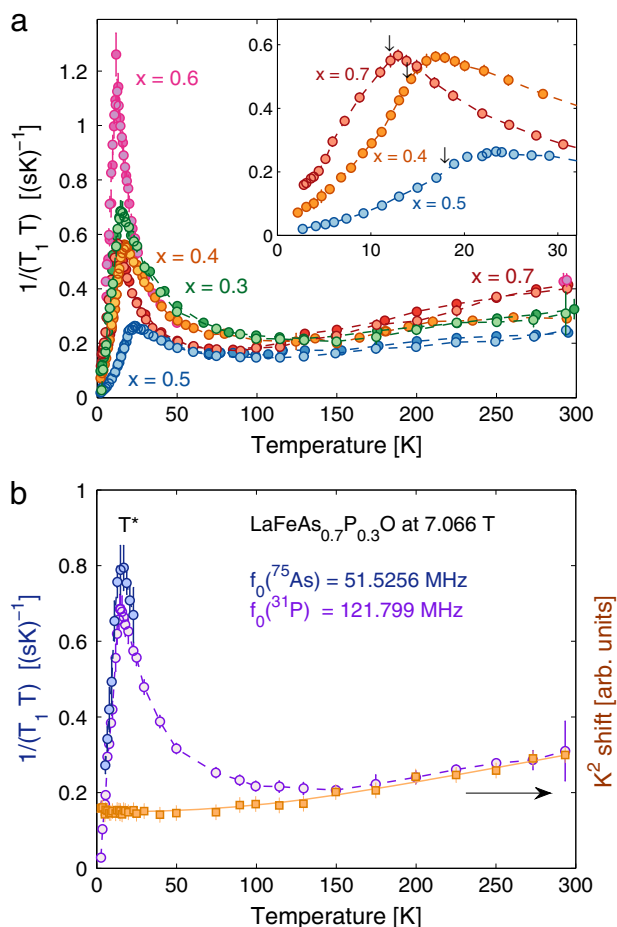 a
1/(T₁ T) [(sK)⁻¹]
1.2
1
0.8
0.6
0.4
0.2
0
x = 0.6
x = 0.4
x = 0.3
x = 0.5
x = 0.7
0.6
0.4
0.2
0
x = 0.7
x = 0.4
x = 0.5
0 10 20 30
0 50 100 150 200 250 300
Temperature [K]
b
1/(T₁ T) [(sK)⁻¹]
1
0.8
0.6
0.4
0.2
0
T*
LaFeAs₀.₇P₀.₃O at 7.066 T
f₀(⁷⁵As) = 51.5256 MHz
f₀(³¹P) = 121.799 MHz
K² shift [arb. units]
0 50 100 150 200 250 300
Temperature [K]